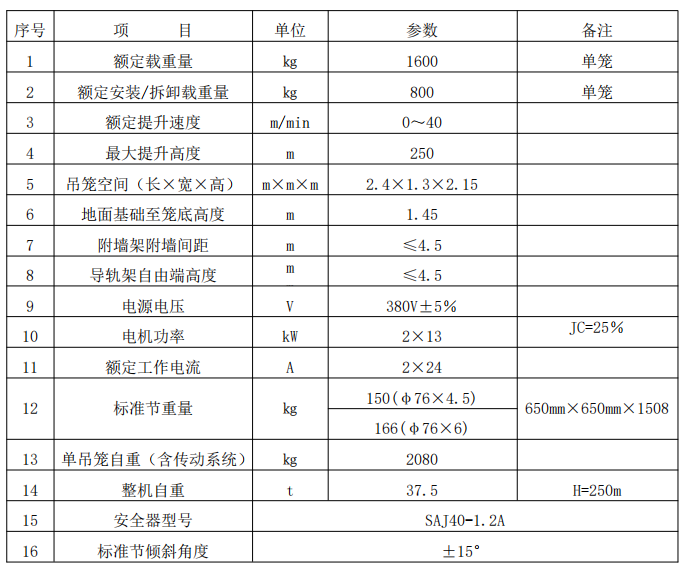 序号 项 目 单位 参数 备注
1 额定载重量 kg 1600 单笼
2 额定安装/拆卸载重量 kg 800 单笼
3 额定提升速度 m/min 0～40
4 最大提升高度 m 250
5 吊笼空间（长×宽×高） m×m×m 2.4×1.3×2.15
6 地面基础至笼底高度 m 1.45
7 附墙架附墙间距 m ≤4.5
8 导轨架自由端高度 m ≤4.5
9 电源电压 V 380V±5%
10 电机功率 kW 2×13 JC=25%
11 额定工作电流 A 2×24
12 标准节重量 kg 150(φ76×4.5) 650mm×650mm×1508
166(φ76×6)
13 单吊笼自重（含传动系统） kg 2080
14 整机自重 t 37.5 H=250m
15 安全器型号 SAJ40-1.2A
16 标准节倾斜角度 ±15°